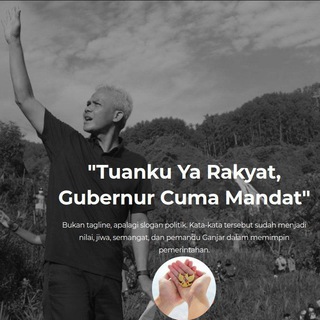 "Tuanku Ya Rakyat,
Gubernur Cuma Mandat"
Bukan tagline, apalagi slogan politik. Kata-kata tersebut sudah menjadi
nilai, jiwa, semangat, dan pemandu Ganjar dalam memimpin
pemerintahan.